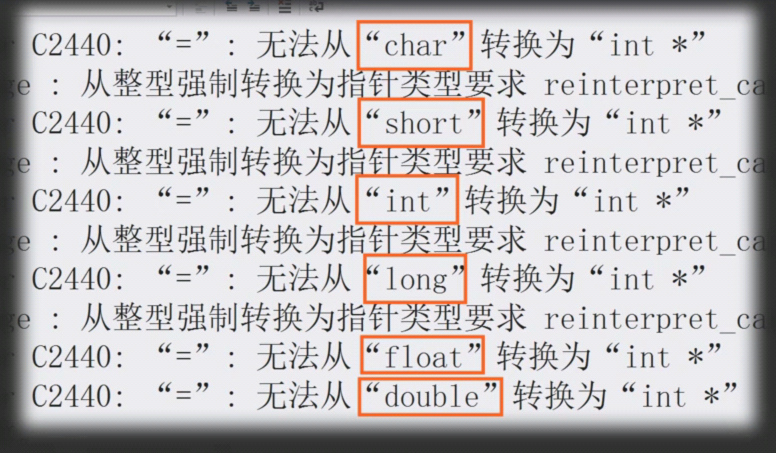 C2440: “=”: 无法从“char”转换为“int *”
ge : 从整型强制转换为指针类型要求 reinterpret_ca
C2440: “=”: 无法从“short”转换为“int *”
ge : 从整型强制转换为指针类型要求 reinterpret_ca
C2440: “=”: 无法从“int”转换为“int *”
ge : 从整型强制转换为指针类型要求 reinterpret_ca
C2440: “=”: 无法从“long”转换为“int *”
ge : 从整型强制转换为指针类型要求 reinterpret_ca
C2440: “=”: 无法从“float”转换为“int *”
C2440: “=”: 无法从“double”转换为“int *”